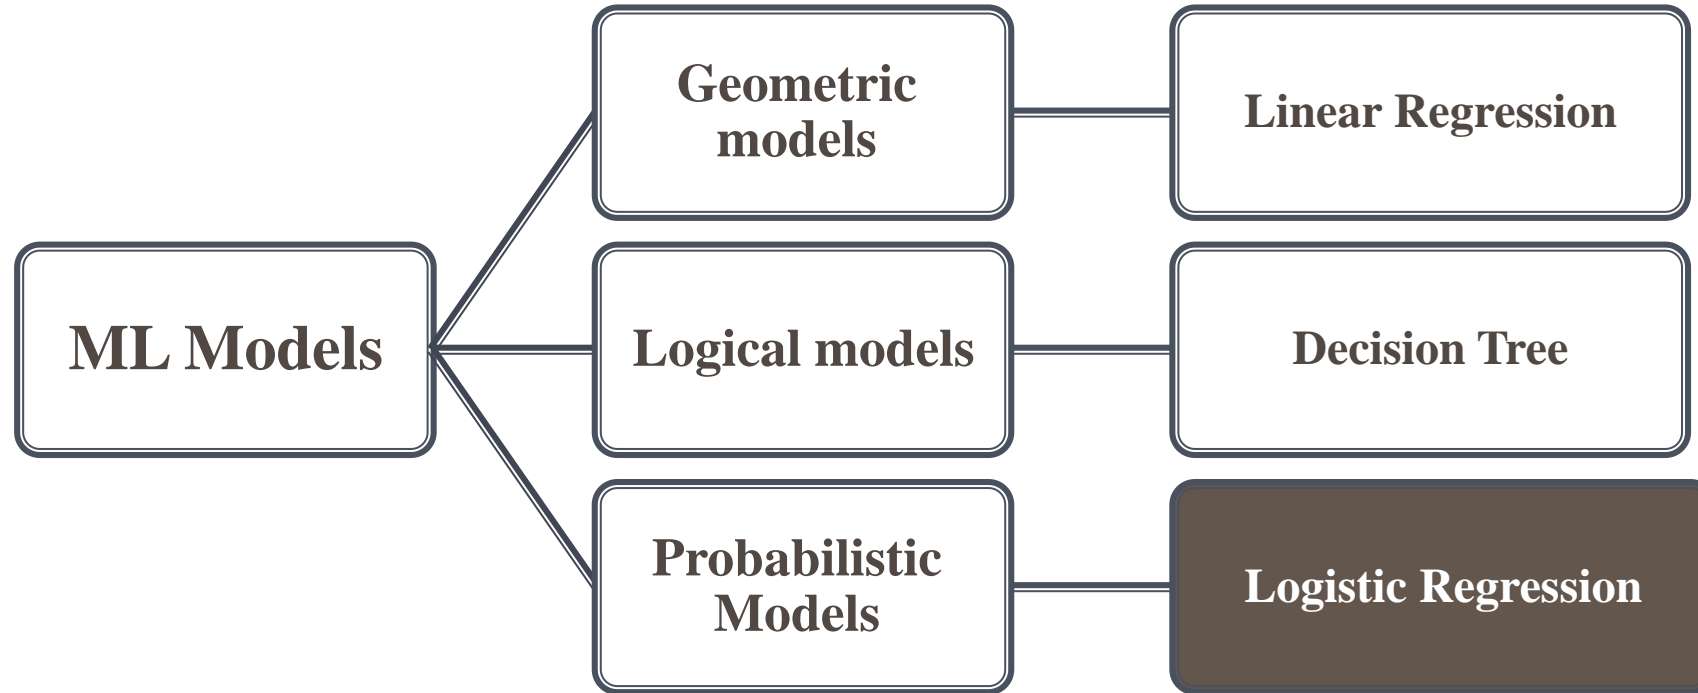 ML Models
Geometric
models
Linear Regression
Logical models
Decision Tree
Probabilistic
Models
Logistic Regression